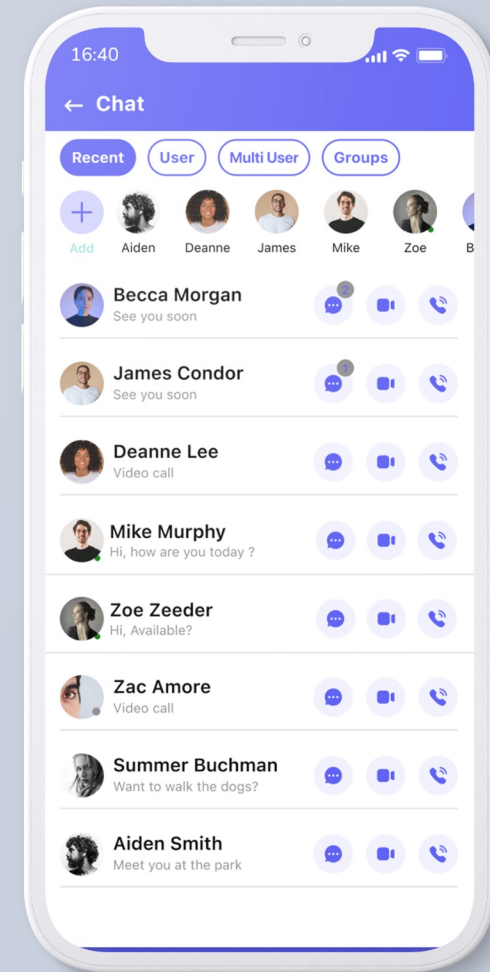 16:40
← Chat
Recent User Multi User Groups
Add Aiden Deanne James Mike Zoe B
Becca Morgan 2
See you soon
James Condor 1
See you soon
Deanne Lee
Video call
Mike Murphy
Hi, how are you today ?
Zoe Zeeder
Hi, Available?
Zac Amore
Video call
Summer Buchman
Want to walk the dogs?
Aiden Smith
Meet you at the park